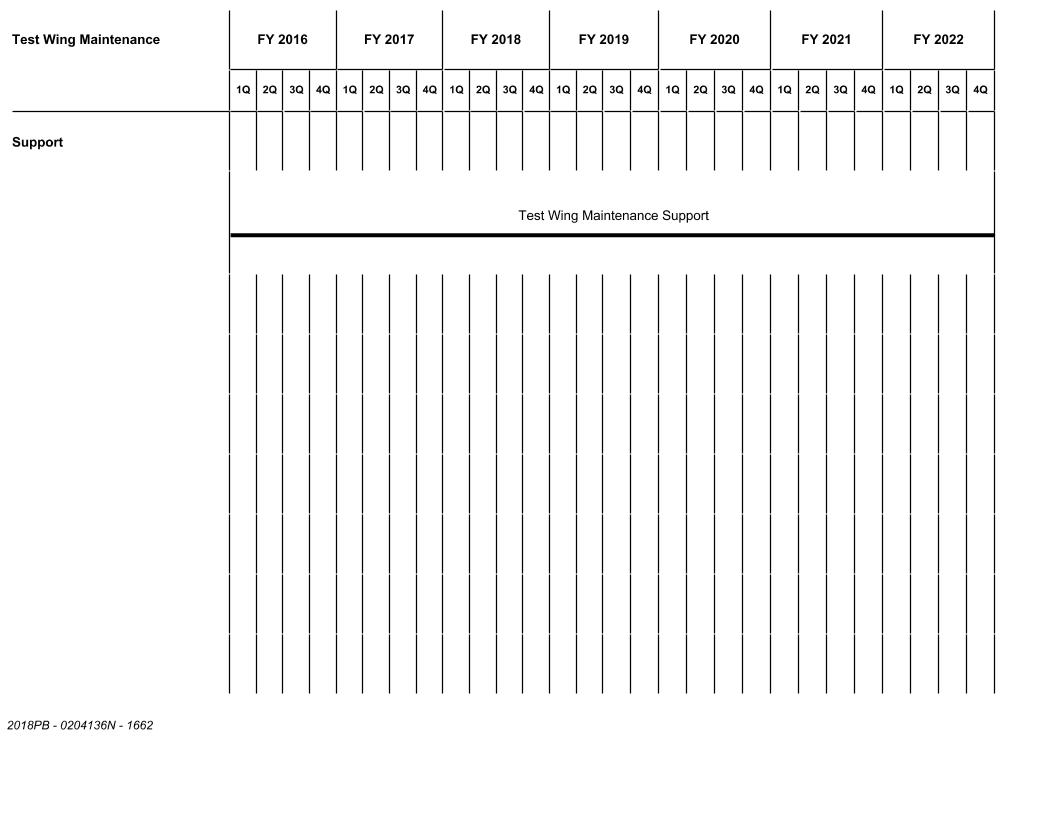 Test Wing Maintenance FY 2016 FY 2017 FY 2018 FY 2019 FY 2020 FY 2021 FY 2022
1Q 2Q 3Q 4Q 1Q 2Q 3Q 4Q 1Q 2Q 3Q 4Q 1Q 2Q 3Q 4Q 1Q 2Q 3Q 4Q 1Q 2Q 3Q 4Q 1Q 2Q 3Q 4Q
Support
Test Wing Maintenance Support
2018PB - 0204136N - 1662